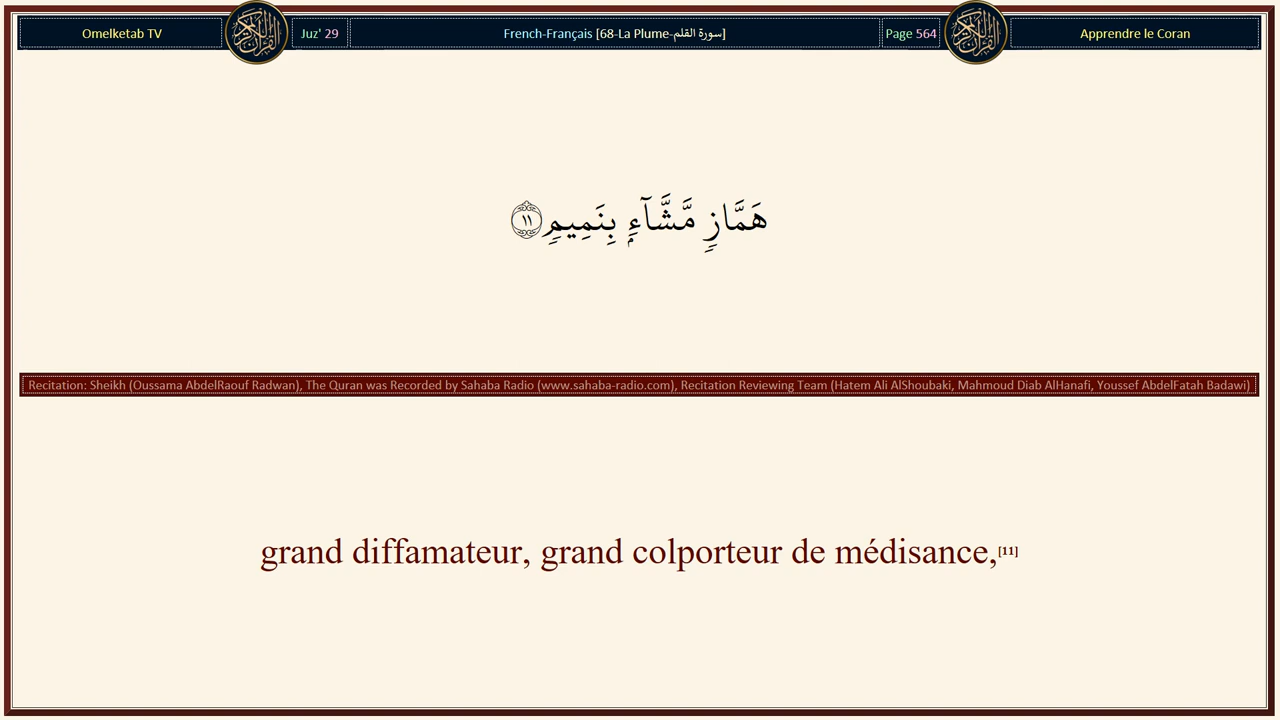 Omelketab TV
Juz' 29
French-Français [68-La Plume-سورة القلم]
Page 564
Apprendre le Coran
هَمَّازٖ مَّشَّآءِۭ بِنَمِيمٖ ١١
Recitation: Sheikh (Oussama AbdelRaouf Radwan), The Quran was Recorded by Sahaba Radio (www.sahaba-radio.com), Recitation Reviewing Team (Hatem Ali AlShoubaki, Mahmoud Diab AlHanafi, Youssef AbdelFatah Badawi)
grand diffamateur, grand colporteur de médisance,[11]